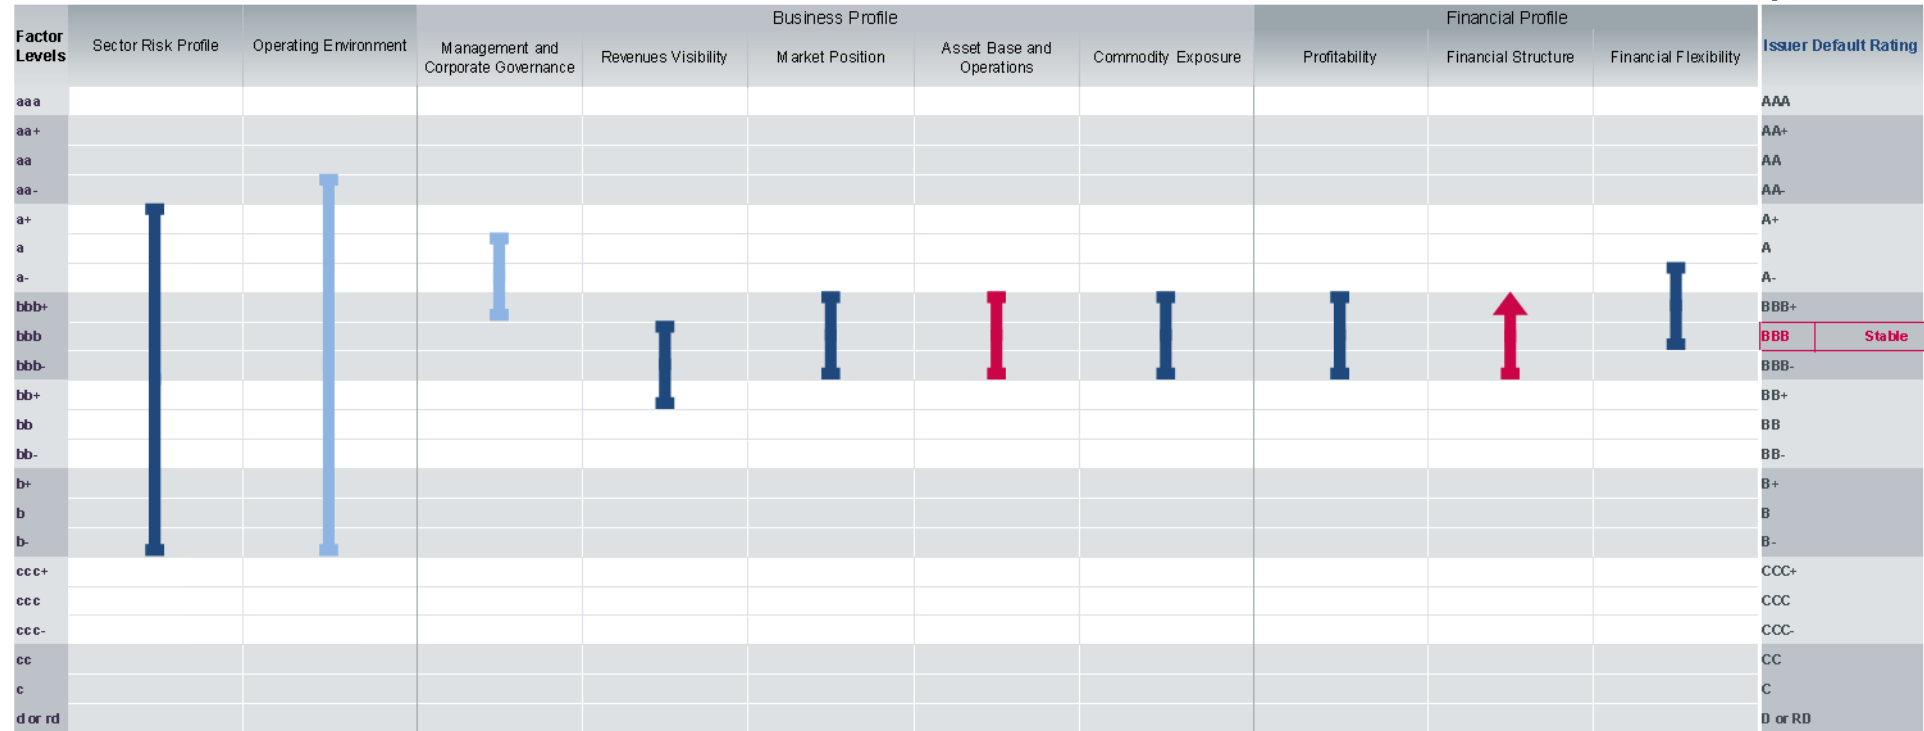 Business Profile
Financial Profile
Factor
Levels
Sector Risk Profile
Operating Environment
Management and
Corporate Governance
Revenues Visibility
Market Position
Asset Base and
Operations
Commodity Exposure
Profitability
Financial Structure
Financial Flexibility
Issuer Default Rating
aaa
AAA
aa+
AA+
aa
AA
aa-
AA-
a+
A+
a
A
a-
A-
bbb+
BBB+
bbb
BBB Stable
bbb-
BBB-
bb+
BB+
bb
BB
bb-
BB-
b+
B+
b
B
b-
B-
ccc+
CCC+
ccc
CCC
ccc-
CCC-
cc
CC
c
C
d or rd
D or RD